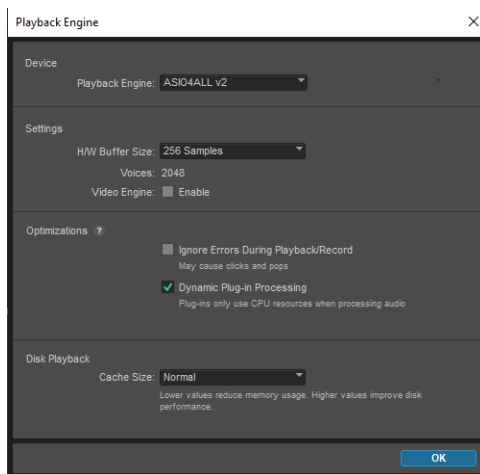 Playback Engine
Device
Playback Engine: ASIO4ALL v2
Settings
H/W Buffer Size: 256 Samples
Voices: 2048
Video Engine: Enable
Optimizations ?
Ignore Errors During Playback/Record
May cause clicks and pops
Dynamic Plug-in Processing
Plug-ins only use CPU resources when processing audio
Disk Playback
Cache Size: Normal
Lower values reduce memory usage. Higher values improve disk
performance.
OK